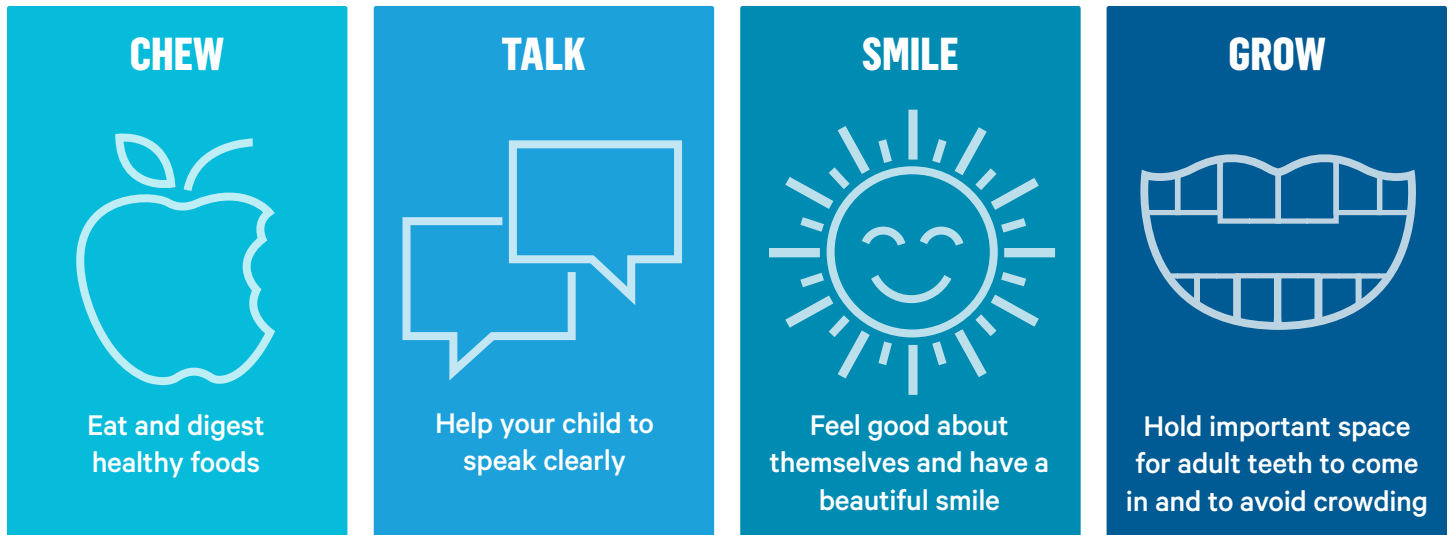 CHEW
Eat and digest
healthy foods
TALK
Help your child to
speak clearly
SMILE
Feel good about
themselves and have a
beautiful smile
GROW
Hold important space
for adult teeth to come
in and to avoid crowding